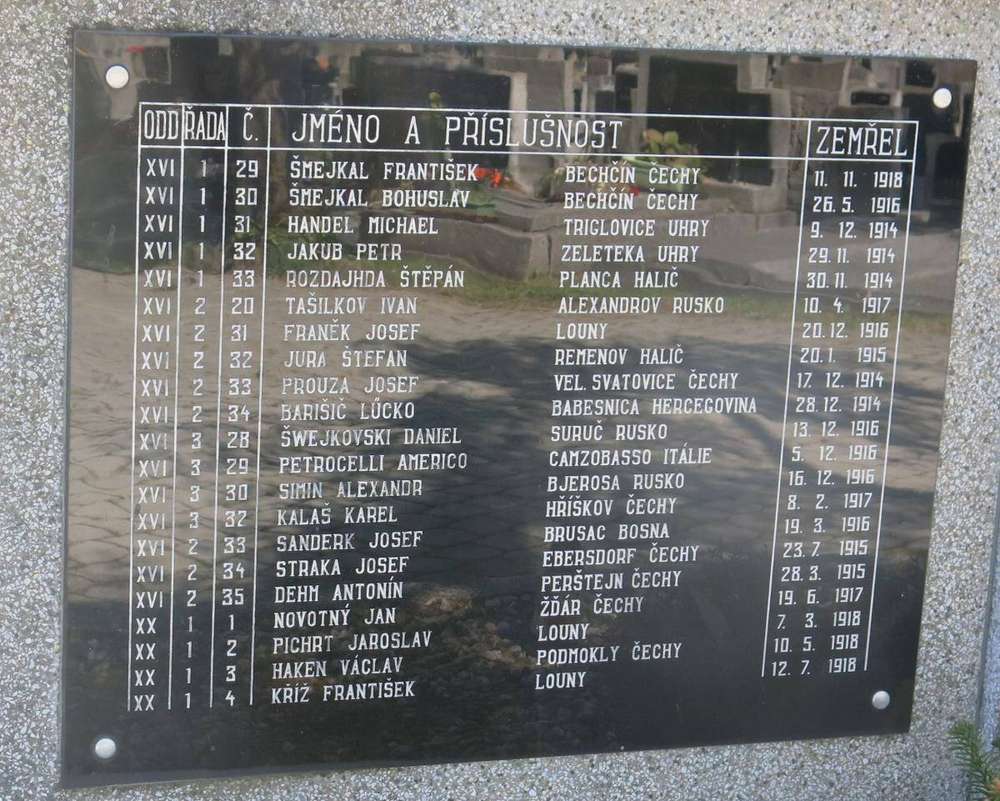 ODD ŘADA Č. JMÉNO A PŘÍSLUŠNOST ZEMŘEL
XVI 1 29 ŠMEJKAL FRANTIŠEK BECHČÍN ČECHY 11. 11. 1918
XVI 1 30 ŠMEJKAL BOHUSLAV BECHČÍN ČECHY 26. 5. 1916
XVI 1 31 HANDEL MICHAEL TRIGLOVICE UHRY 9. 12. 1914
XVI 1 32 JAKUB PETR ZELETEKA UHRY 29. 11. 1914
XVI 1 33 ROZDAJHDA ŠTĚPÁN PLANCA HALIČ 30. 11. 1914
XVI 2 20 TAŠILKOV IVAN ALEXANDROV RUSKO 10. 4. 1917
XVI 2 31 FRANĚK JOSEF LOUNY 20. 12. 1916
XVI 2 32 JURA ŠTEFAN REMENOV HALIČ 20. 1. 1915
XVI 2 33 PROUZA JOSEF VEL. SVATOVICE ČECHY 17. 12. 1914
XVI 2 34 BARIŠIČ LŮCKO BABESNICA HERCEGOVINA 28. 12. 1914
XVI 3 28 ŠWEJKOVSKI DANIEL SURUČ RUSKO 13. 12. 1916
XVI 3 29 PETROCELLI AMERICO CAMZOBASSO ITÁLIE 5. 12. 1916
XVI 3 30 SIMIN ALEXANDR BJEROSA RUSKO 16. 12. 1916
XVI 3 32 KALAŠ KAREL HŘÍŠKOV ČECHY 8. 2. 1917
XVI 2 33 SANDERK JOSEF BRUSAC BOSNA 19. 3. 1916
XVI 2 34 STRAKA JOSEF EBERSDORF ČECHY 23. 7. 1915
XVI 2 35 DEHM ANTONÍN PERŠTEJN ČECHY 28. 3. 1915
XX 1 1 NOVOTNÝ JAN ŽĎÁR ČECHY 19. 6. 1917
XX 1 2 PICHRT JAROSLAV LOUNY 7. 3. 1918
XX 1 3 HAKEN VÁCLAV PODMOKLY ČECHY 10. 5. 1918
XX 1 4 KŘÍŽ FRANTIŠEK LOUNY 12. 7. 1918